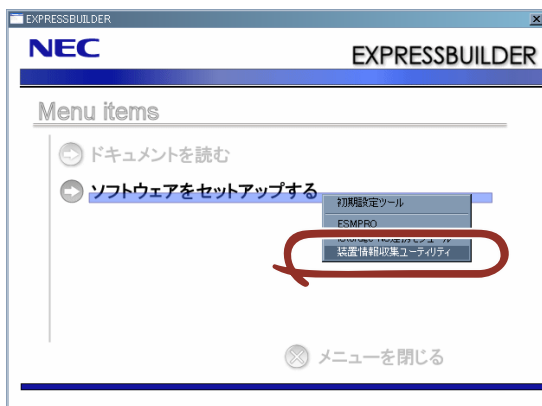 EXPRESSBUILDER
NEC
EXPRESSBUILDER
Menu items
ドキュメントを読む
ソフトウェアをセットアップする
初期設定ツール
ESMPRO
装置情報収集ユーティリティ
メニューを閉じる